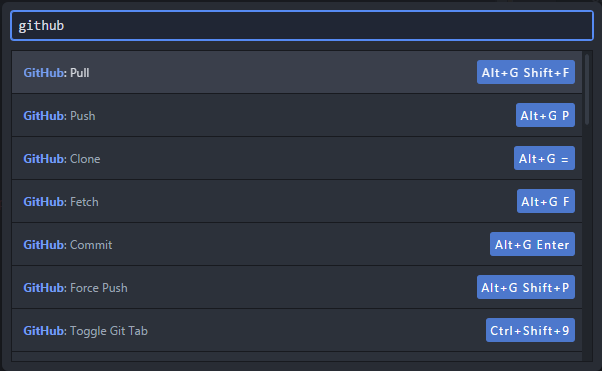 github
GitHub: Pull Alt+G Shift+F
GitHub: Push Alt+G P
GitHub: Clone Alt+G =
GitHub: Fetch Alt+G F
GitHub: Commit Alt+G Enter
GitHub: Force Push Alt+G Shift+P
GitHub: Toggle Git Tab Ctrl+Shift+9